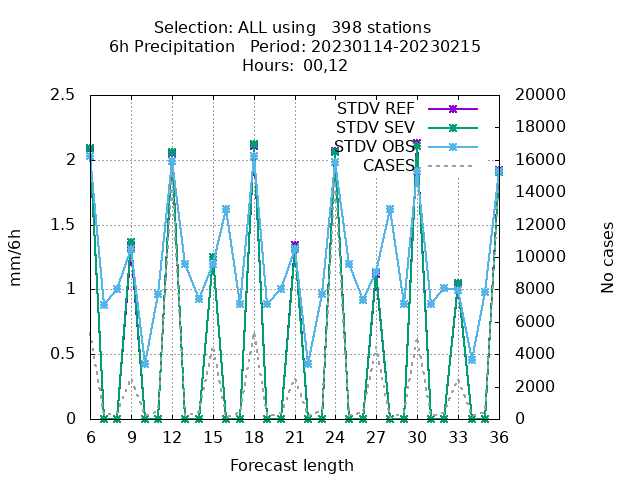 Selection: ALL using   398 stations
6h Precipitation   Period: 20230114-20230215
Hours:  00,12
2.5
2
1.5
1
0.5
0
20000
18000
16000
14000
12000
10000
8000
6000
4000
2000
0
STDV REF
STDV SEV
STDV OBS
CASES
mm/6h
No cases
6 9 12 15 18 21 24 27 30 33 36
Forecast length